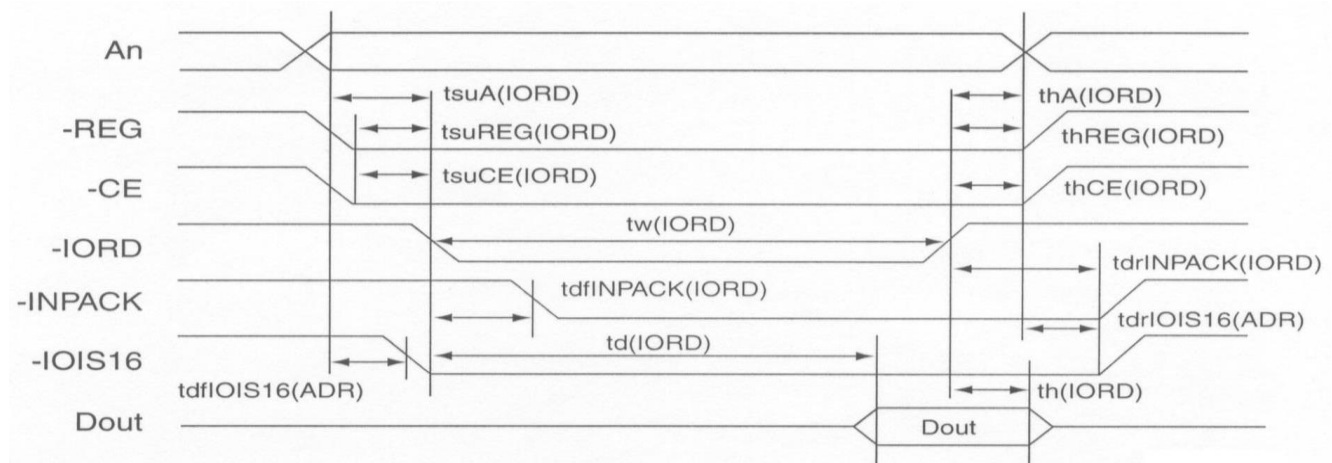 An
tsuA(IORD)
thA(IORD)
-REG
tsuREG(IORD)
thREG(IORD)
-CE
tsuCE(IORD)
thCE(IORD)
tw(IORD)
-IORD
tdrINPACK(IORD)
-INPACK
tdfINPACK(IORD)
tdrIOIS16(ADR)
-IOIS16
td(IORD)
tdfIOIS16(ADR)
th(IORD)
Dout
Dout